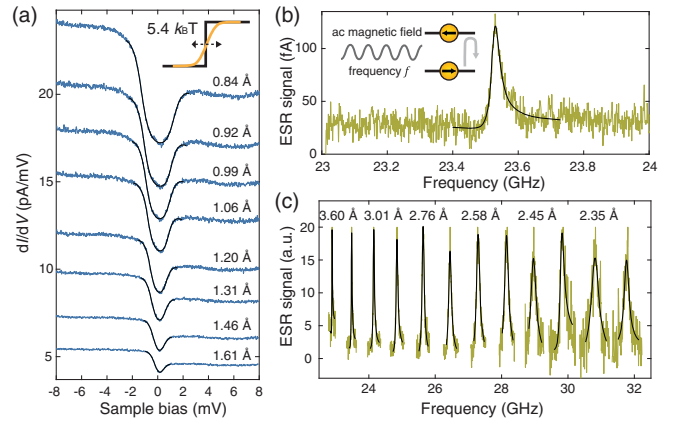 (a)
5.4 kBT
0.84 Å
0.92 Å
0.99 Å
1.06 Å
1.20 Å
1.31 Å
1.46 Å
1.61 Å
20
15
10
5
dI/dV (pA/mV)
-8 -6 -4 -2 0 2 4 6 8
Sample bias (mV)
(b)
ac magnetic field
frequency f
100
50
0
ESR signal (fA)
23 23.2 23.4 23.6 23.8 24
Frequency (GHz)
(c)
3.60 Å 3.01 Å 2.76 Å 2.58 Å 2.45 Å 2.35 Å
20
15
10
5
0
ESR signal (a.u.)
24 26 28 30 32
Frequency (GHz)